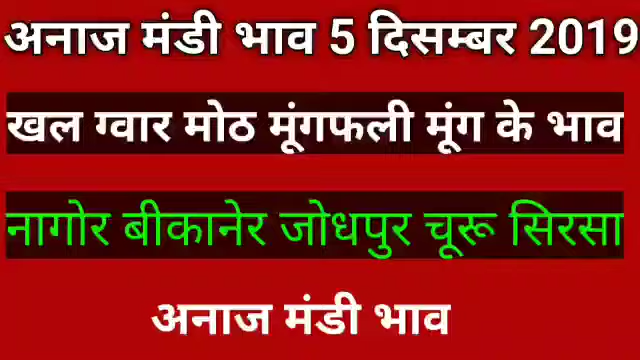 अनाज मंडी भाव 5 दिसम्बर 2019
खल ग्वार मोठ मूंगफली मूंग के भाव
नागोर बीकानेर जोधपुर चूरू सिरसा
अनाज मंडी भाव